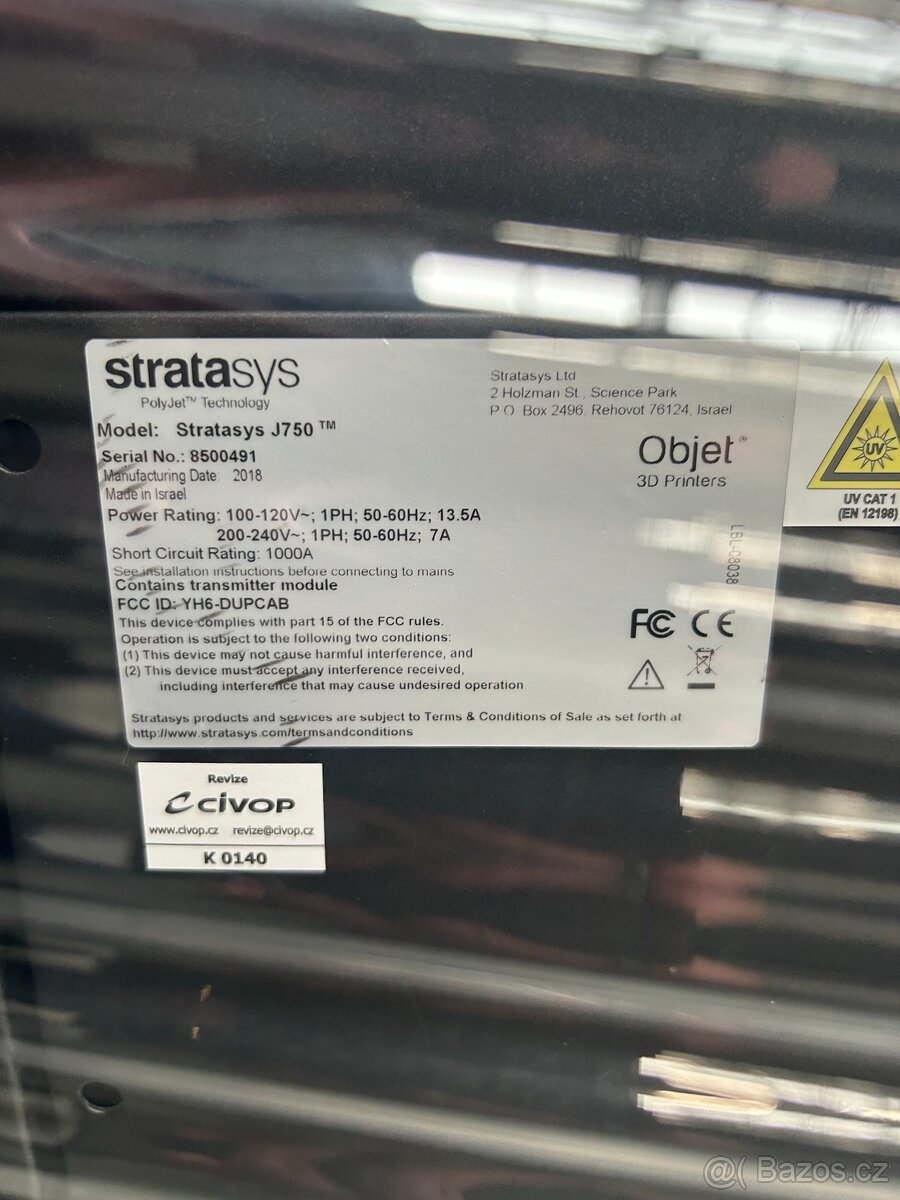 stratasys
PolyJet™ Technology
Model: Stratasys J750™
Serial No.: 8500491
Manufacturing Date: 2018
Made in Israel
Power Rating: 100-120V~; 1PH; 50-60Hz; 13.5A
200-240V~; 1PH; 50-60Hz; 7A
Short Circuit Rating: 1000A
See installation instructions before connecting to mains
Contains transmitter module
FCC ID: YH6-DUPCAB
This device complies with part 15 of the FCC rules.
Operation is subject to the following two conditions:
(1) This device may not cause harmful interference, and
(2) This device must accept any interference received,
including interference that may cause undesired operation
Stratasys products and services are subject to Terms & Conditions of Sale as set forth at
http://www.stratasys.com/termsandconditions
Stratasys Ltd
2 Holzman St., Science Park
P.O. Box 2496, Rehovot 76124, Israel
Objet®
3D Printers
LBL-08038
FC CE
UV
UV CAT 1
(EN 12198)
Revize
civop
www.civop.cz revize@civop.cz
K 0140
@( Bazos.cz